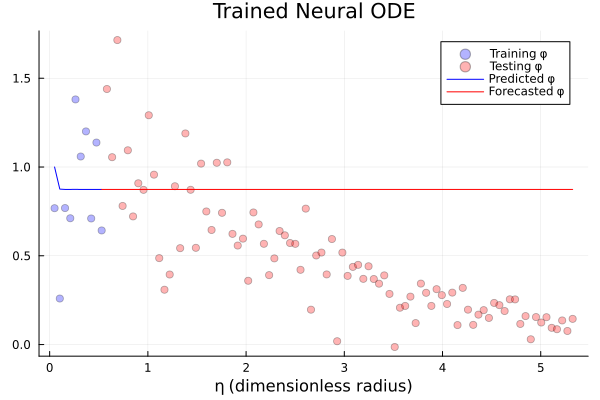 Trained Neural ODE
Training φ
Testing φ
Predicted φ
Forecasted φ
1.5
1.0
0.5
0.0
0 1 2 3 4 5
η (dimensionless radius)